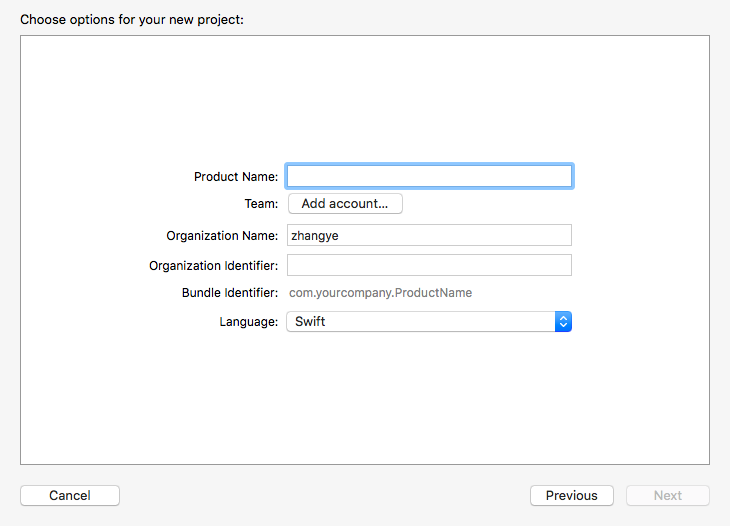 Choose options for your new project:
Product Name:
Team: Add account...
Organization Name: zhangye
Organization Identifier:
Bundle Identifier: com.yourcompany.ProductName
Language: Swift
Cancel Previous Next